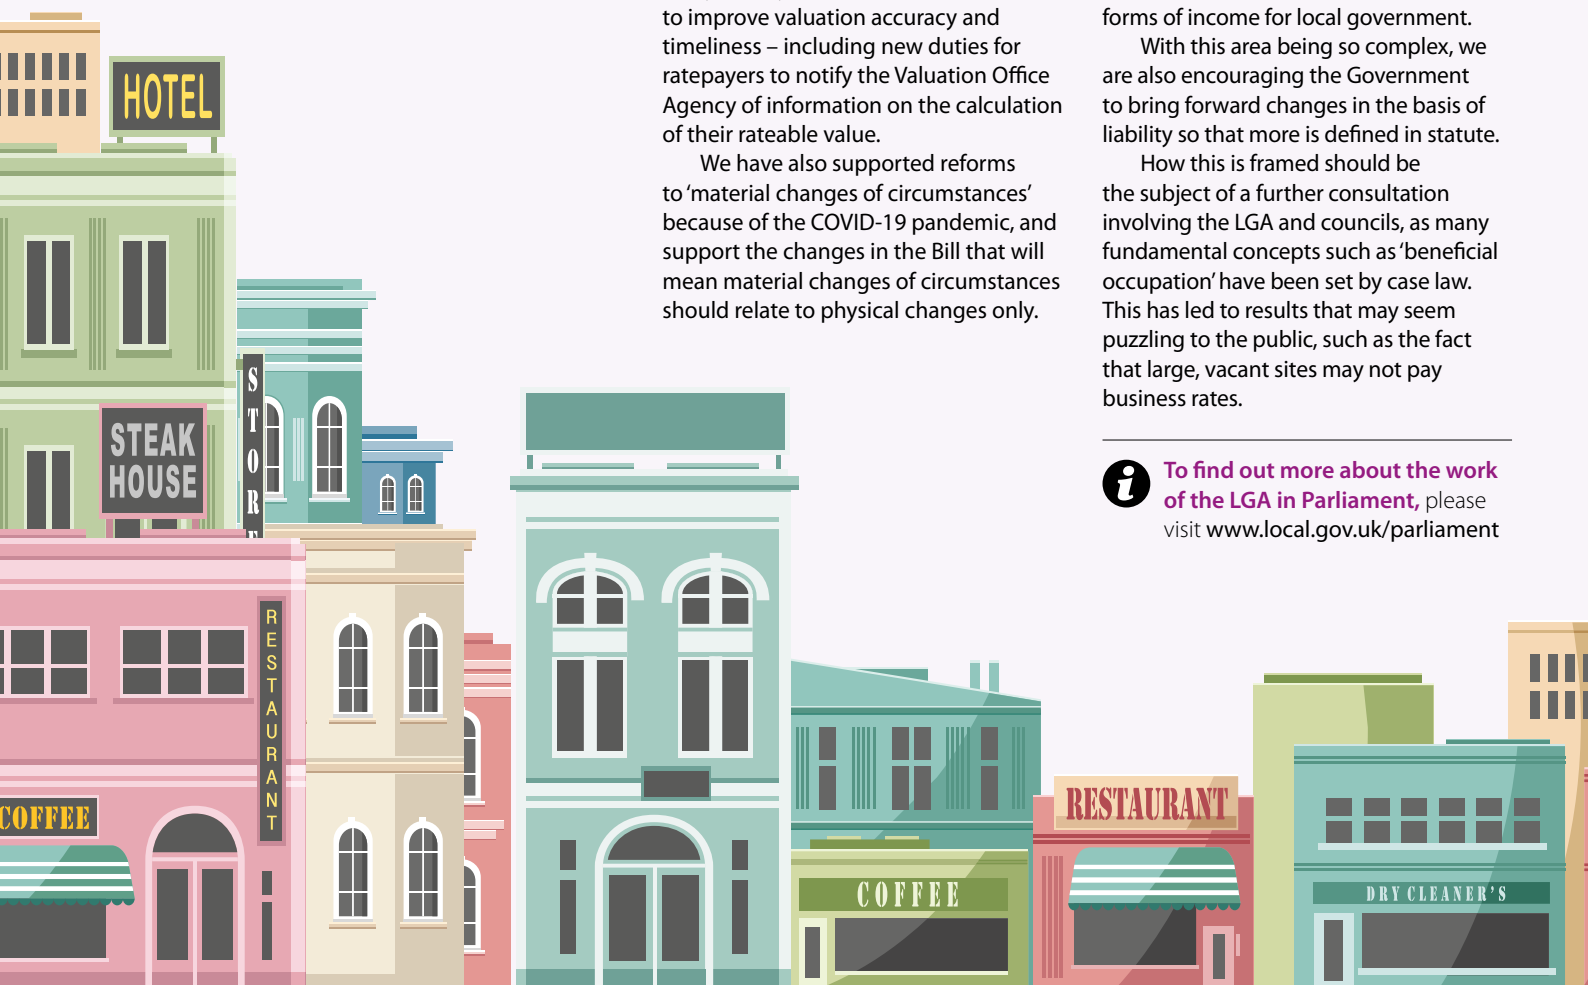 to improve valuation accuracy and
timeliness – including new duties for
ratepayers to notify the Valuation Office
Agency of information on the calculation
of their rateable value.
We have also supported reforms
to ‘material changes of circumstances’
because of the COVID-19 pandemic, and
support the changes in the Bill that will
mean material changes of circumstances
should relate to physical changes only.
forms of income for local government.
With this area being so complex, we
are also encouraging the Government
to bring forward changes in the basis of
liability so that more is defined in statute.
How this is framed should be
the subject of a further consultation
involving the LGA and councils, as many
fundamental concepts such as ‘beneficial
occupation’ have been set by case law.
This has led to results that may seem
puzzling to the public, such as the fact
that large, vacant sites may not pay
business rates.
i
To find out more about the work
of the LGA in Parliament, please
visit www.local.gov.uk/parliament
HOTEL
STORE
STEAK
HOUSE
RESTAURANT
COFFEE
COFFEE
RESTAURANT
DRY CLEANER'S